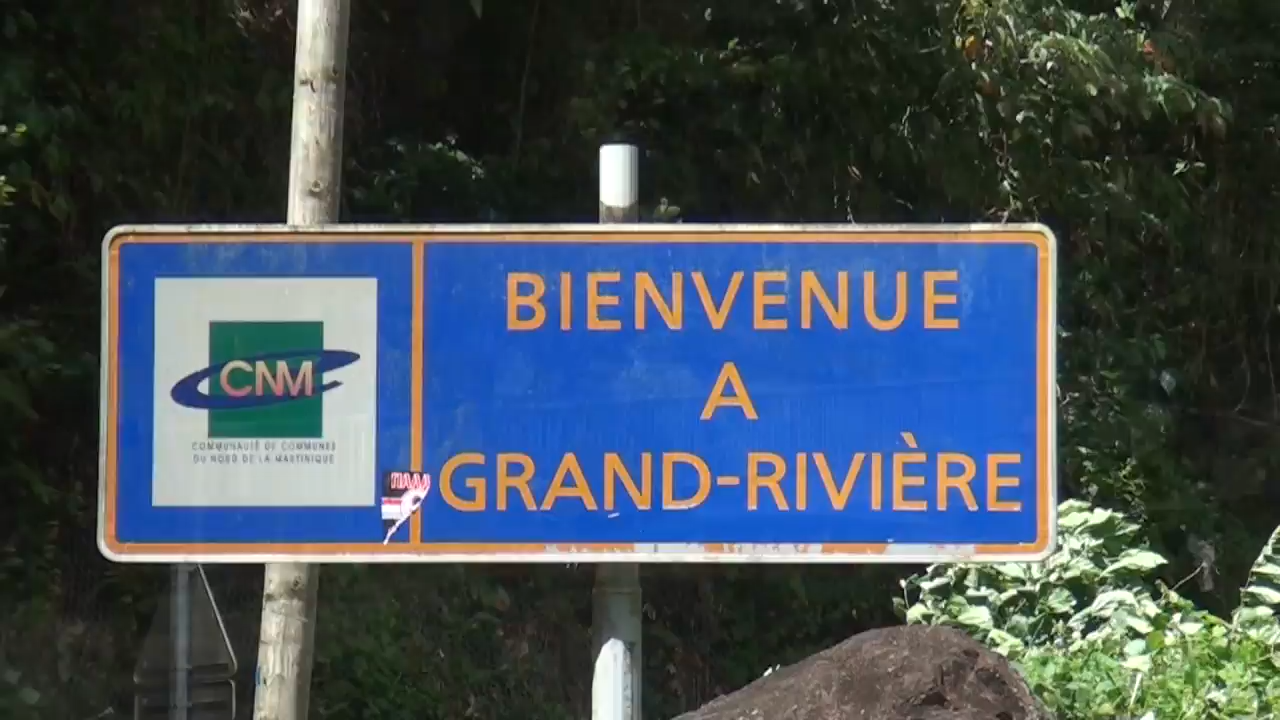 CNM
COMMUNAUTÉ DE COMMUNES
DU NORD DE LA MARTINIQUE
BIENVENUE
A
GRAND-RIVIÈRE